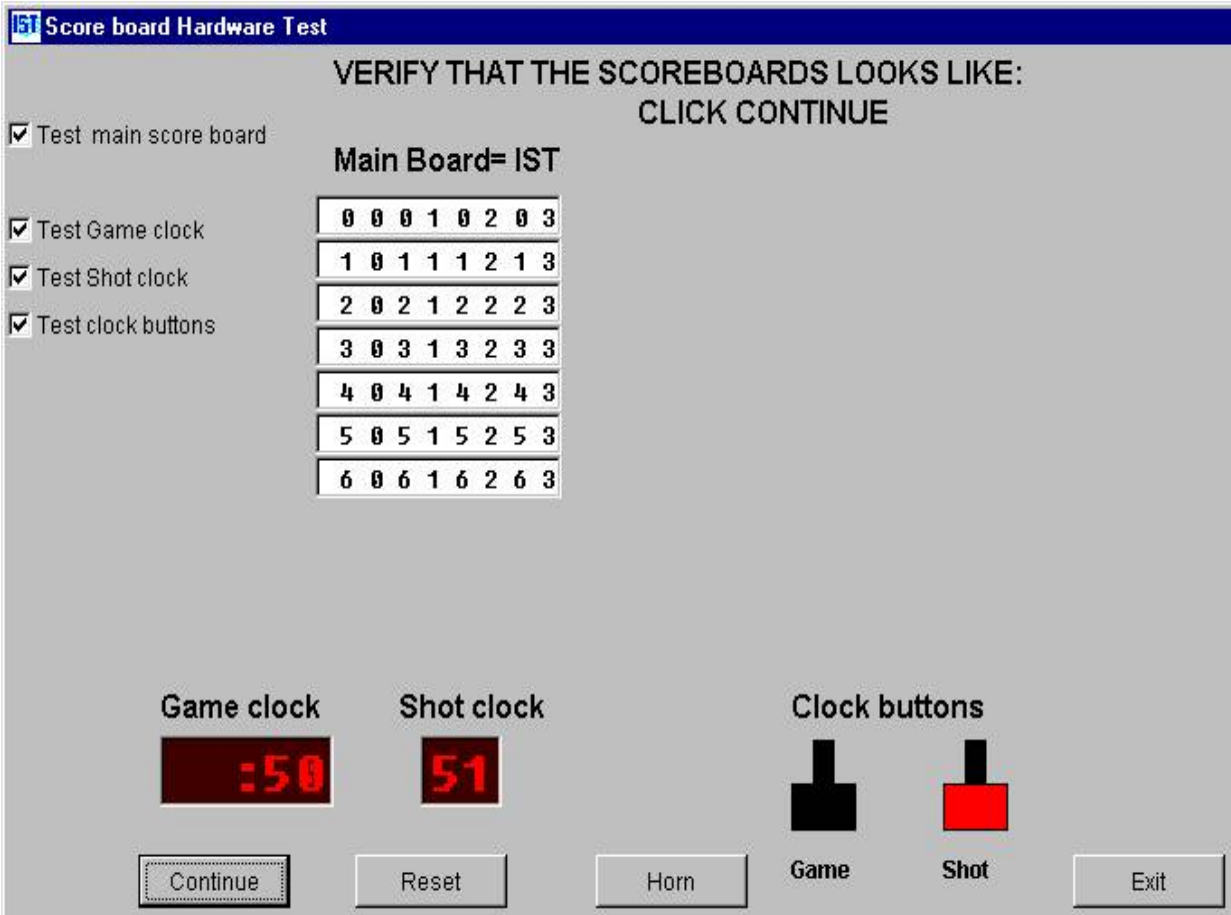 IST Score board Hardware Test
VERIFY THAT THE SCOREBOARDS LOOKS LIKE:
CLICK CONTINUE
Test main score board
Main Board= IST
Test Game clock
Test Shot clock
Test clock buttons
0 0 0 1 0 2 0 3
1 0 1 1 1 2 1 3
2 0 2 1 2 2 2 3
3 0 3 1 3 2 3 3
4 0 4 1 4 2 4 3
5 0 5 1 5 2 5 3
6 0 6 1 6 2 6 3
Game clock Shot clock Clock buttons
:50 51
Game Shot
Continue Reset Horn Exit